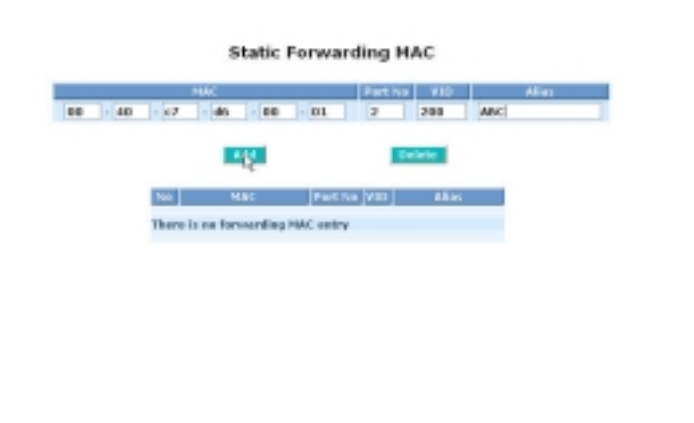 Static Forwarding MAC
MAC Port No VID Alias
00 - 40 - c7 - d6 - 00 - 01 2 200 ABC
Add Delete
No MAC Port No VID Alias
There is no forwarding MAC entry